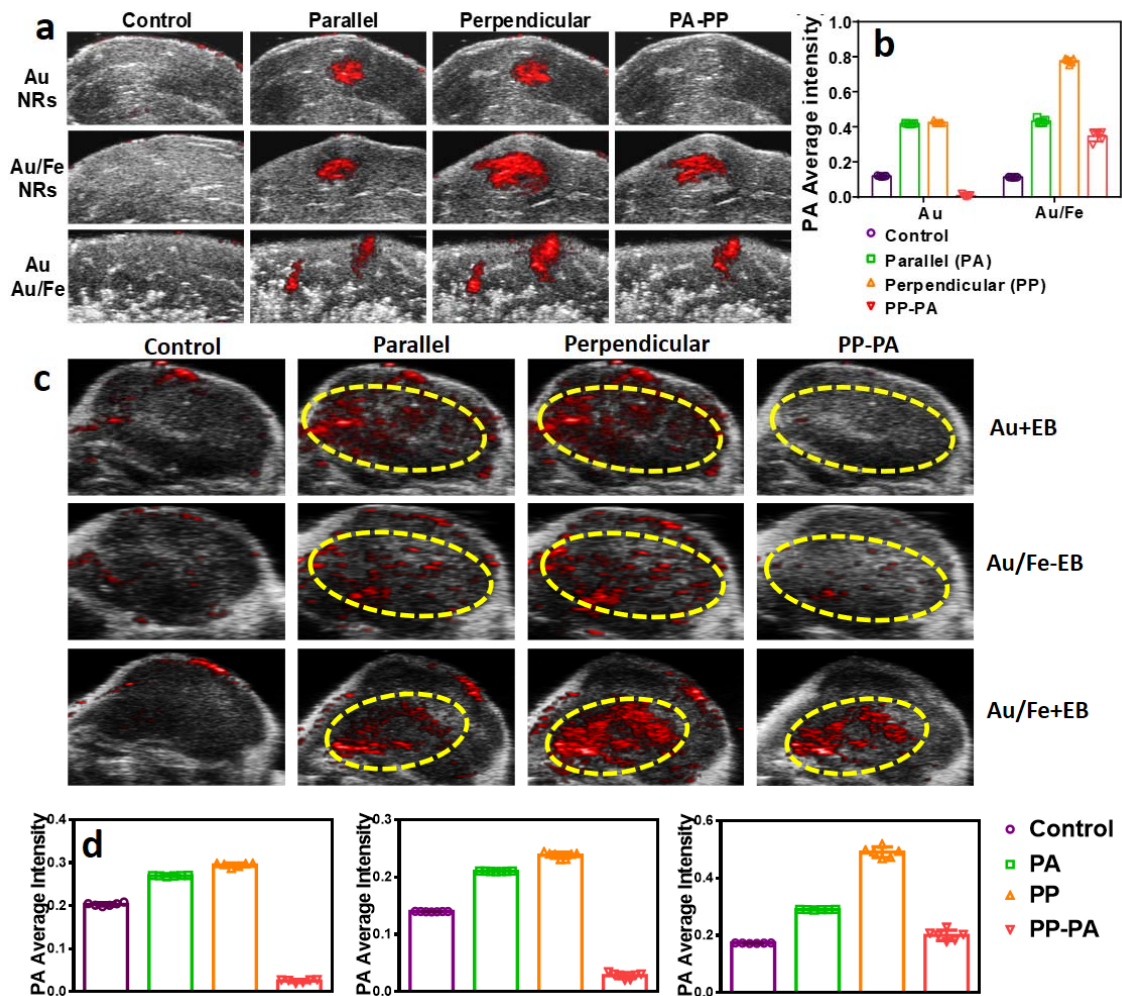 a
Control Parallel Perpendicular PA-PP
Au
NRs
Au/Fe
NRs
Au
Au/Fe
b
PA Average intensity
1.0
0.8
0.6
0.4
0.2
0.0
Au Au/Fe
Control
Parallel (PA)
Perpendicular (PP)
PP-PA
c
Control Parallel Perpendicular PP-PA
Au+EB
Au/Fe-EB
Au/Fe+EB
d
PA Average Intensity
0.4
0.3
0.2
0.1
0.0
PA Average Intensity
0.3
0.2
0.1
0.0
PA Average Intensity
0.6
0.4
0.2
0.0
Control
PA
PP
PP-PA